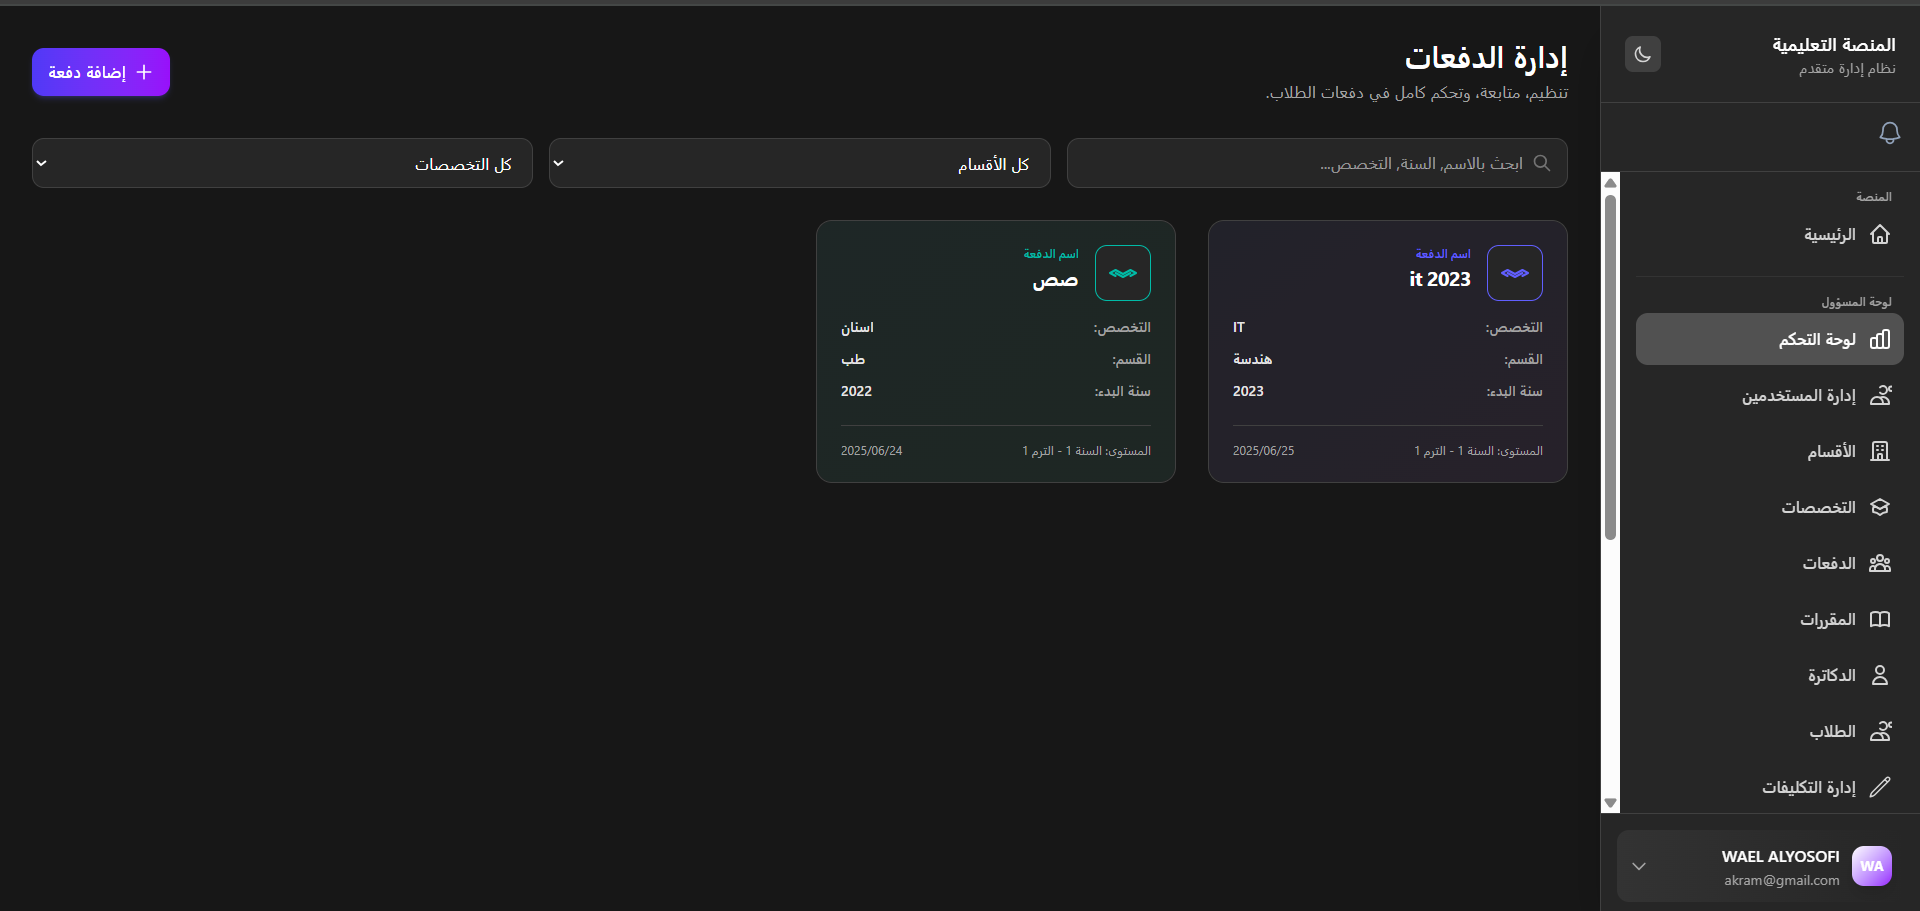 المنصة التعليمية
نظام إدارة متقدم
المنصة
الرئيسية
لوحة المسؤول
لوحة التحكم
إدارة المستخدمين
الأقسام
التخصصات
الدفعات
المقررات
الدكاترة
الطلاب
إدارة التكليفات
WAEL ALYOSOFI
akram@gmail.com
WA
إدارة الدفعات
تنظيم، متابعة، وتحكم كامل في دفعات الطلاب.
إضافة دفعة
ابحث بالاسم, السنة, التخصص...
كل الأقسام
كل التخصصات
اسم الدفعة
it 2023
التخصص: IT
القسم: هندسة
سنة البدء: 2023
المستوى: السنة 1 - الترم 1 2025/06/25
اسم الدفعة
صص
التخصص: اسنان
القسم: طب
سنة البدء: 2022
المستوى: السنة 1 - الترم 1 2025/06/24